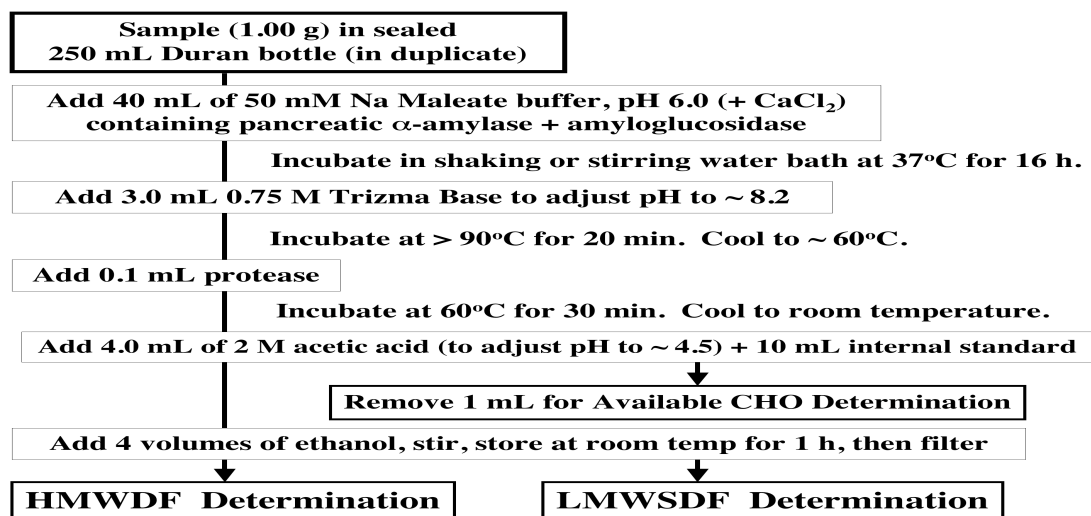 Sample (1.00 g) in sealed
250 mL Duran bottle (in duplicate)
Add 40 mL of 50 mM Na Maleate buffer, pH 6.0 (+ CaCl₂)
containing pancreatic α-amylase + amyloglucosidase
Incubate in shaking or stirring water bath at 37°C for 16 h.
Add 3.0 mL 0.75 M Trizma Base to adjust pH to ~ 8.2
Incubate at > 90°C for 20 min. Cool to ~ 60°C.
Add 0.1 mL protease
Incubate at 60°C for 30 min. Cool to room temperature.
Add 4.0 mL of 2 M acetic acid (to adjust pH to ~ 4.5) + 10 mL internal standard
Remove 1 mL for Available CHO Determination
Add 4 volumes of ethanol, stir, store at room temp for 1 h, then filter
HMWDF Determination
LMWSDF Determination